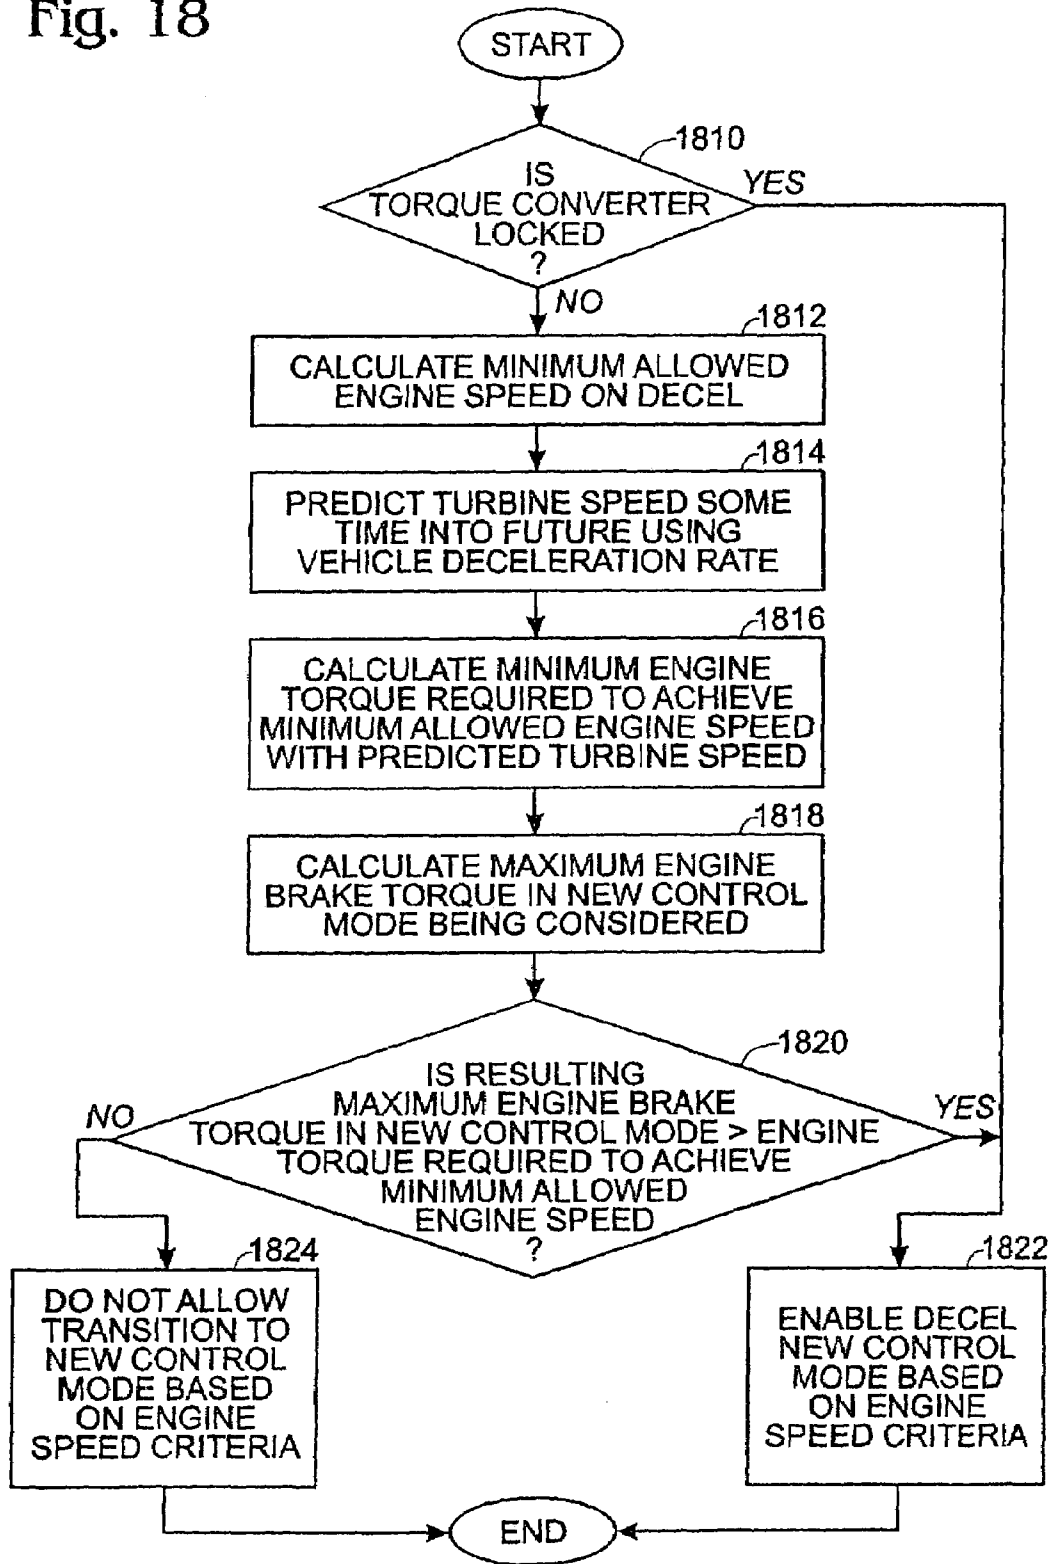 Fig. 18
START
1810
IS
TORQUE CONVERTER
LOCKED
?
YES
NO
1812
CALCULATE MINIMUM ALLOWED
ENGINE SPEED ON DECEL
1814
PREDICT TURBINE SPEED SOME
TIME INTO FUTURE USING
VEHICLE DECELERATION RATE
1816
CALCULATE MINIMUM ENGINE
TORQUE REQUIRED TO ACHIEVE
MINIMUM ALLOWED ENGINE SPEED
WITH PREDICTED TURBINE SPEED
1818
CALCULATE MAXIMUM ENGINE
BRAKE TORQUE IN NEW CONTROL
MODE BEING CONSIDERED
1820
IS RESULTING
MAXIMUM ENGINE BRAKE
TORQUE IN NEW CONTROL MODE > ENGINE
TORQUE REQUIRED TO ACHIEVE
MINIMUM ALLOWED
ENGINE SPEED
?
NO
YES
1824
DO NOT ALLOW
TRANSITION TO
NEW CONTROL
MODE BASED
ON ENGINE
SPEED CRITERIA
1822
ENABLE DECEL
NEW CONTROL
MODE BASED
ON ENGINE
SPEED CRITERIA
END